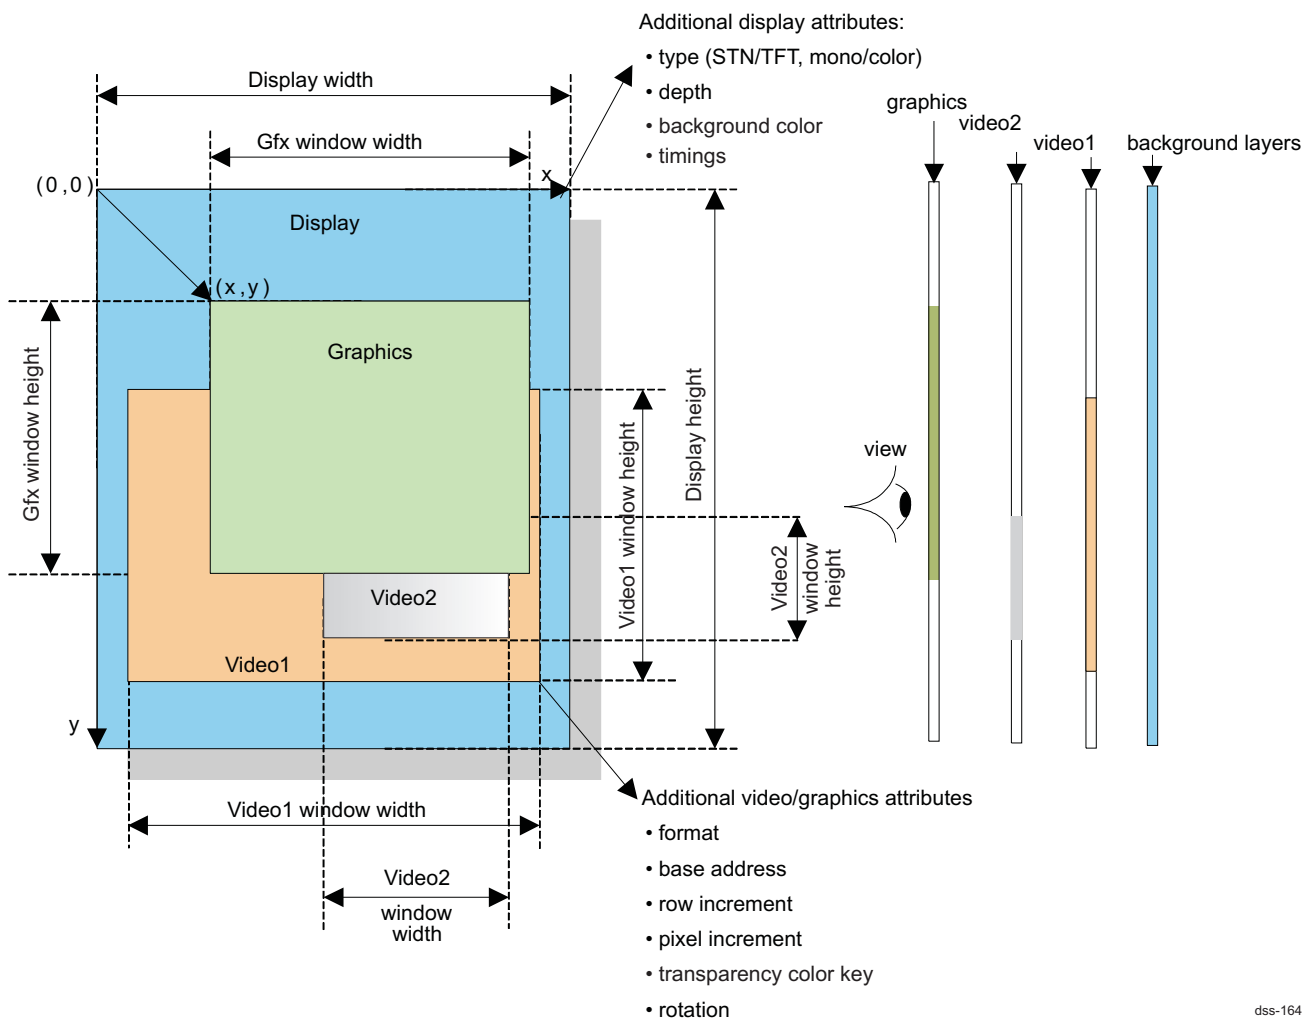 Additional display attributes:
• type (STN/TFT, mono/color)
• depth
• background color
• timings
Display width
Gfx window width
(0,0)
x
Display
(x,y)
Graphics
Gfx window height
Video1 window height
Display height
Video2
window
height
Video2
Video1
y
Video1 window width
Video2
window
width
graphics
video2
video1
background layers
view
Additional video/graphics attributes
• format
• base address
• row increment
• pixel increment
• transparency color key
• rotation
dss-164